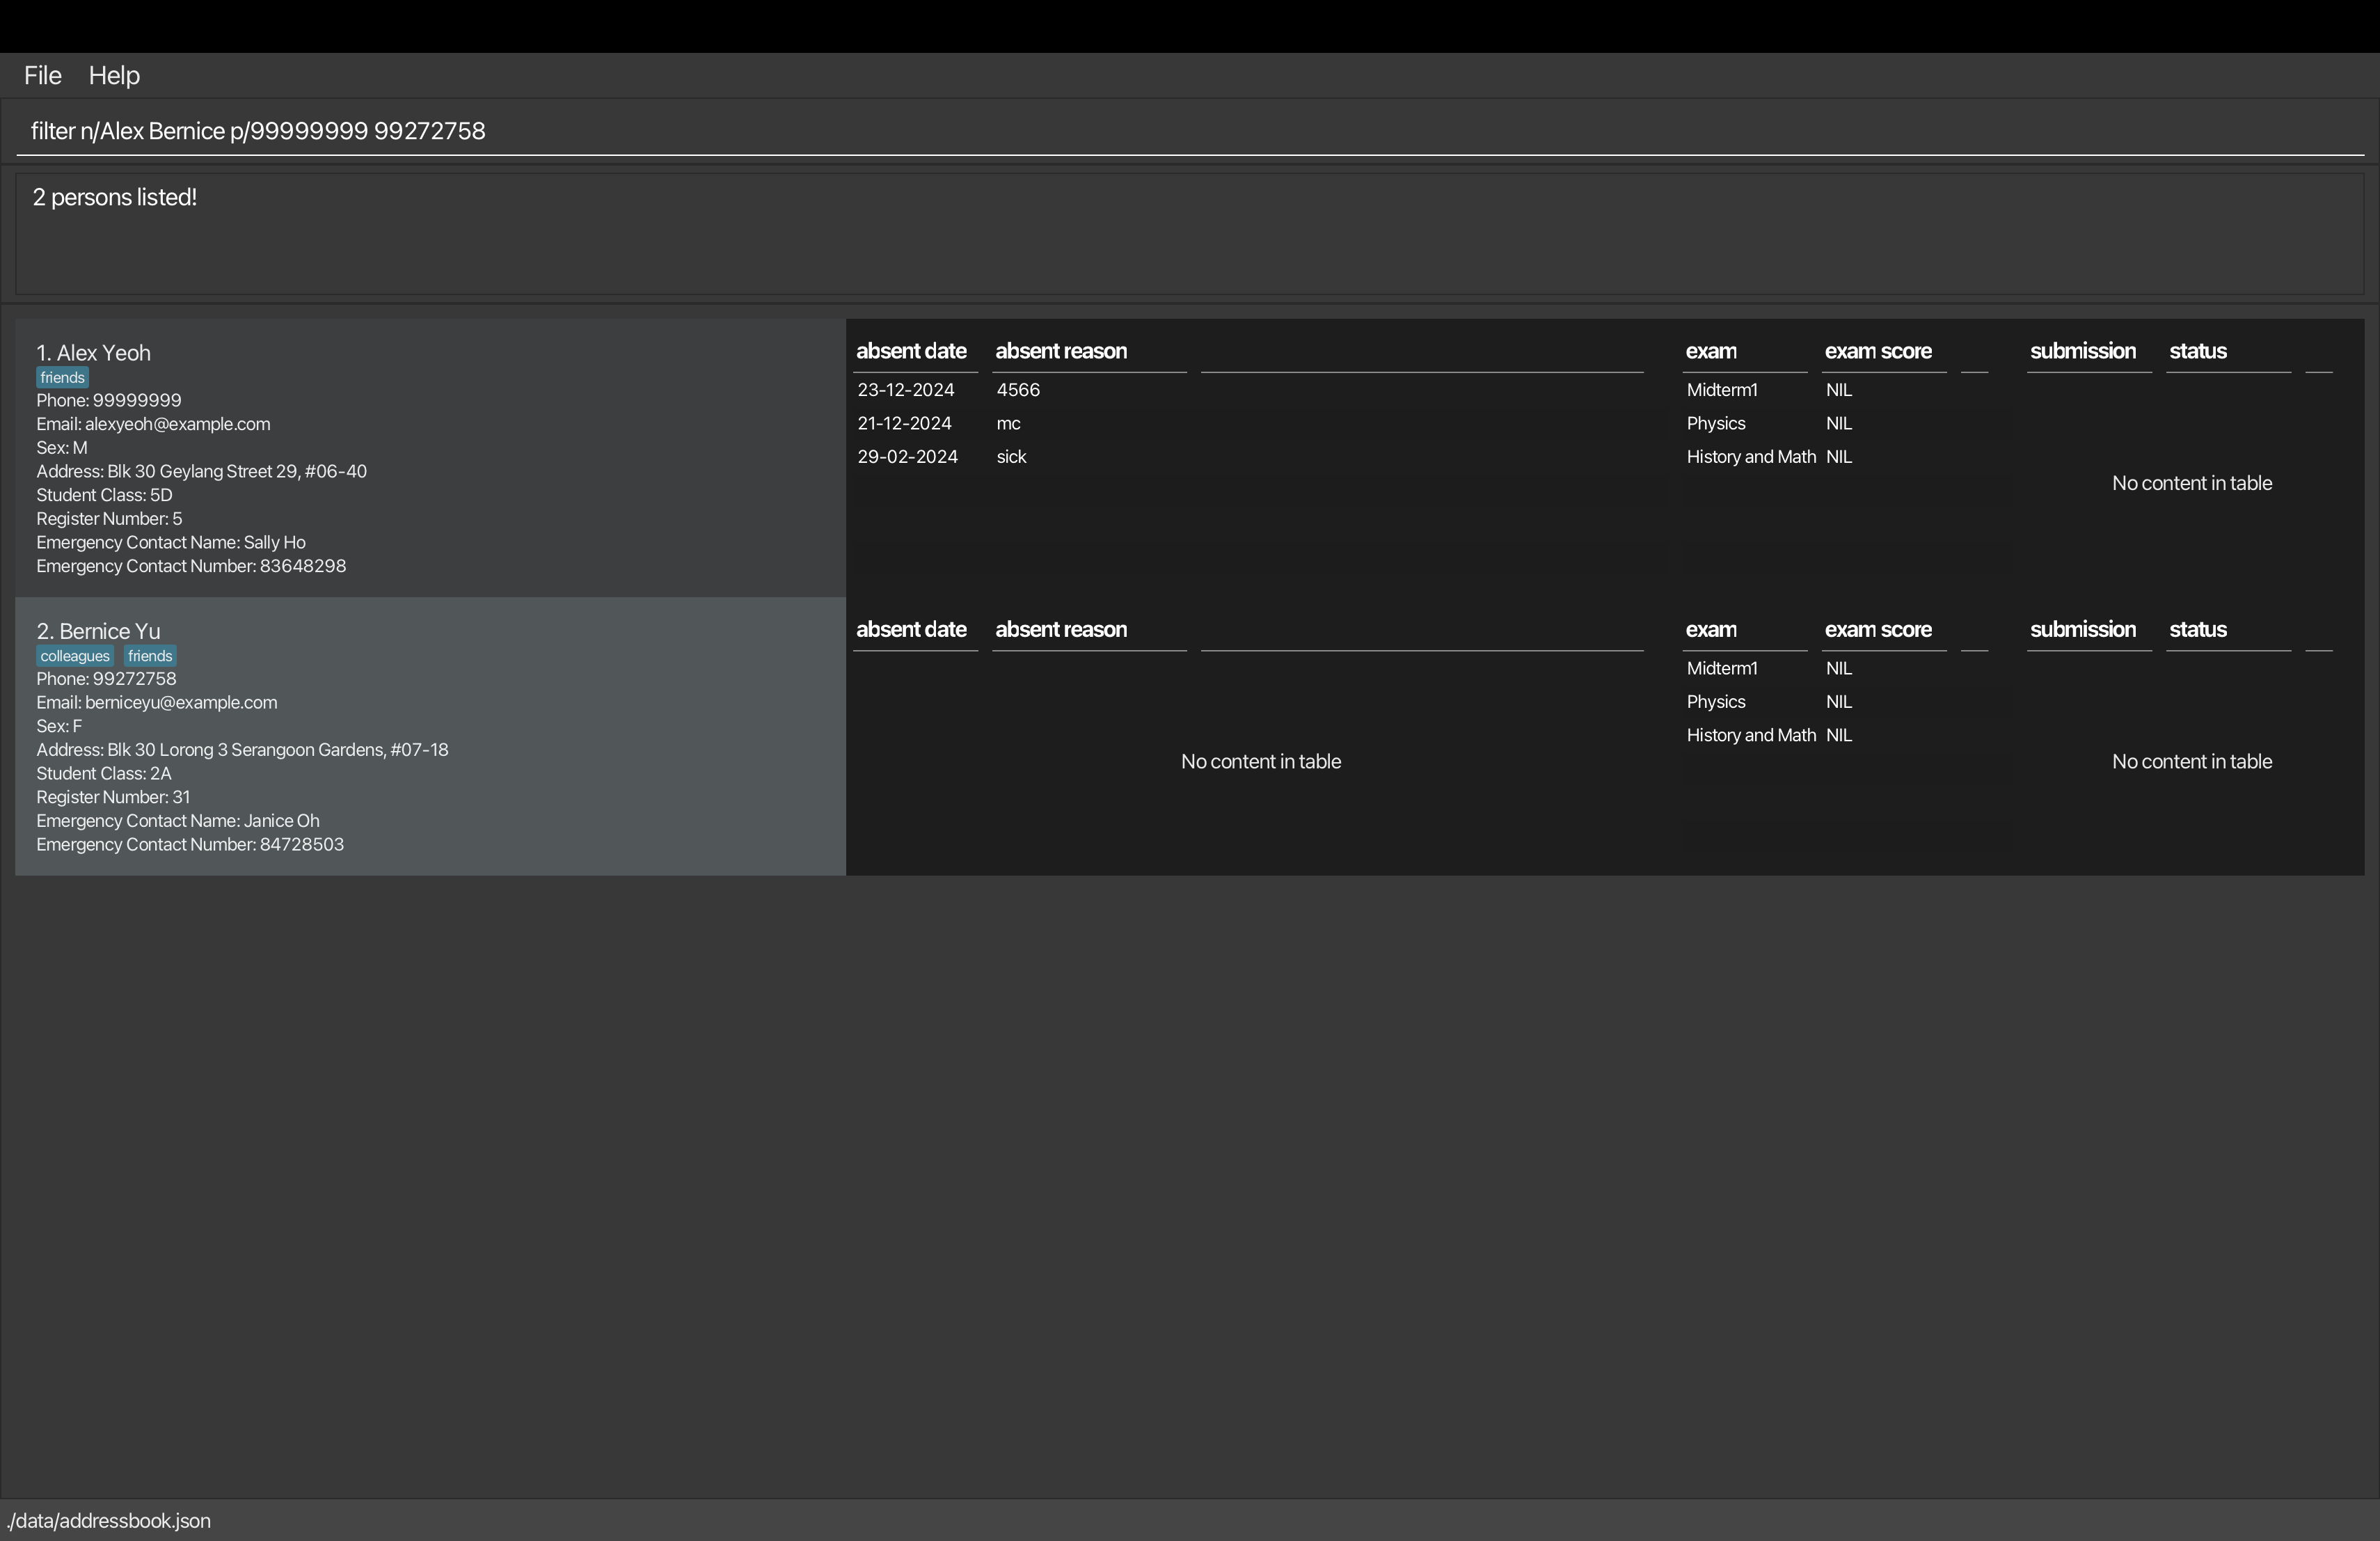 File Help
filter n/Alex Bernice p/99999999 99272758
2 persons listed!
1. Alex Yeoh
friends
Phone: 99999999
Email: alexyeoh@example.com
Sex: M
Address: Blk 30 Geylang Street 29, #06-40
Student Class: 5D
Register Number: 5
Emergency Contact Name: Sally Ho
Emergency Contact Number: 83648298
absent date absent reason
23-12-2024 4566
21-12-2024 mc
29-02-2024 sick
exam exam score
Midterm1 NIL
Physics NIL
History and Math NIL
submission status
No content in table
2. Bernice Yu
colleagues friends
Phone: 99272758
Email: berniceyu@example.com
Sex: F
Address: Blk 30 Lorong 3 Serangoon Gardens, #07-18
Student Class: 2A
Register Number: 31
Emergency Contact Name: Janice Oh
Emergency Contact Number: 84728503
absent date absent reason
No content in table
exam exam score
Midterm1 NIL
Physics NIL
History and Math NIL
submission status
No content in table
./data/addressbook.json